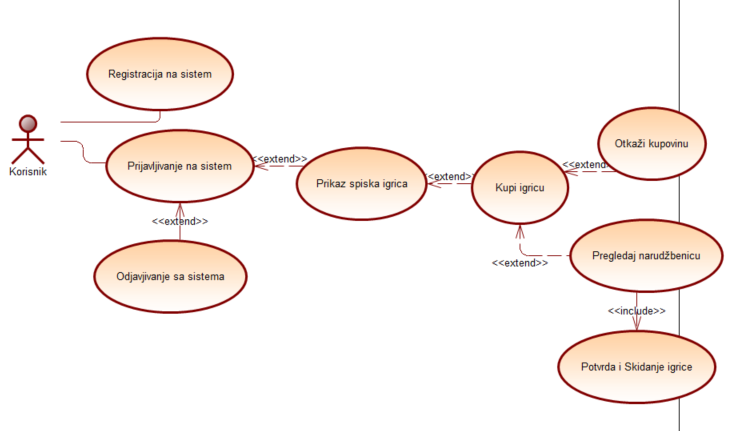 Registracija na sistem
Korisnik
Prijavljivanje na sistem
<<extend>>
Prikaz spiska igrica
<<extend>>
Kupi igricu
<<extend>>
Otkaži kupovinu
<<extend>>
Odjavjivanje sa sistema
<<extend>>
Pregledaj narudžbenicu
<<include>>
Potvrda i Skidanje igrice